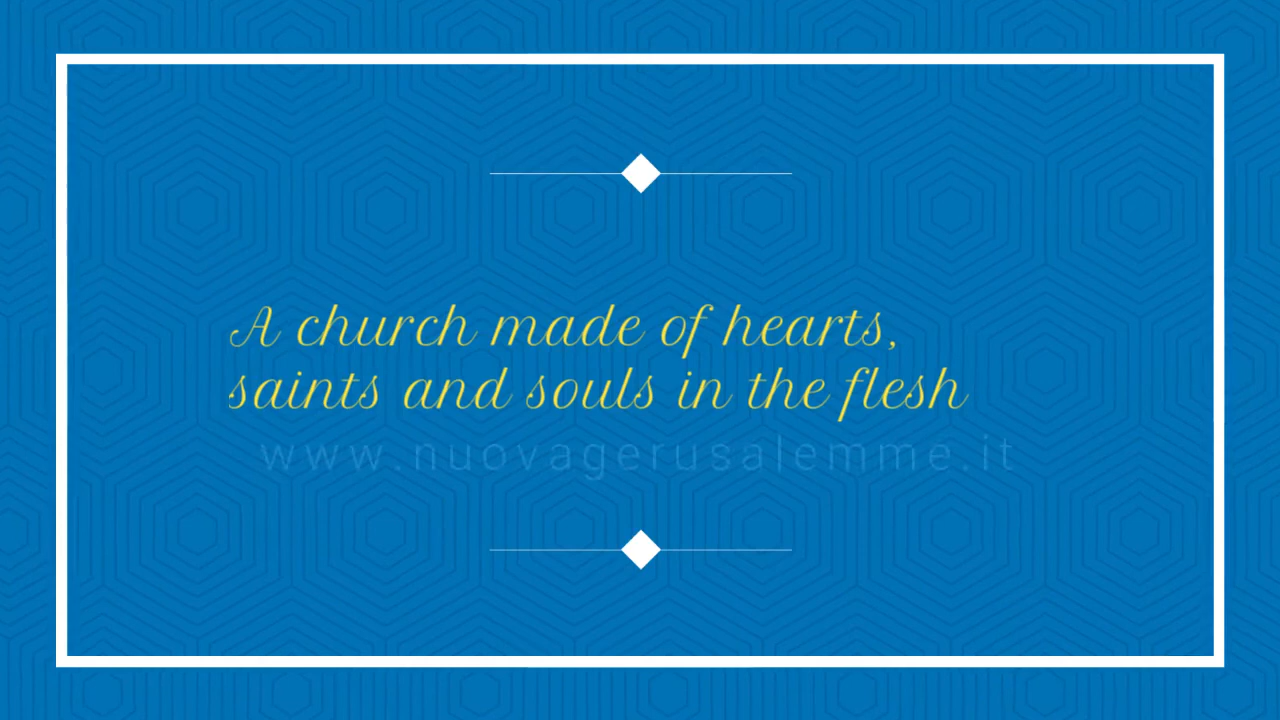 A church made of hearts,
saints and souls in the flesh
www.nuovagerusalemme.it